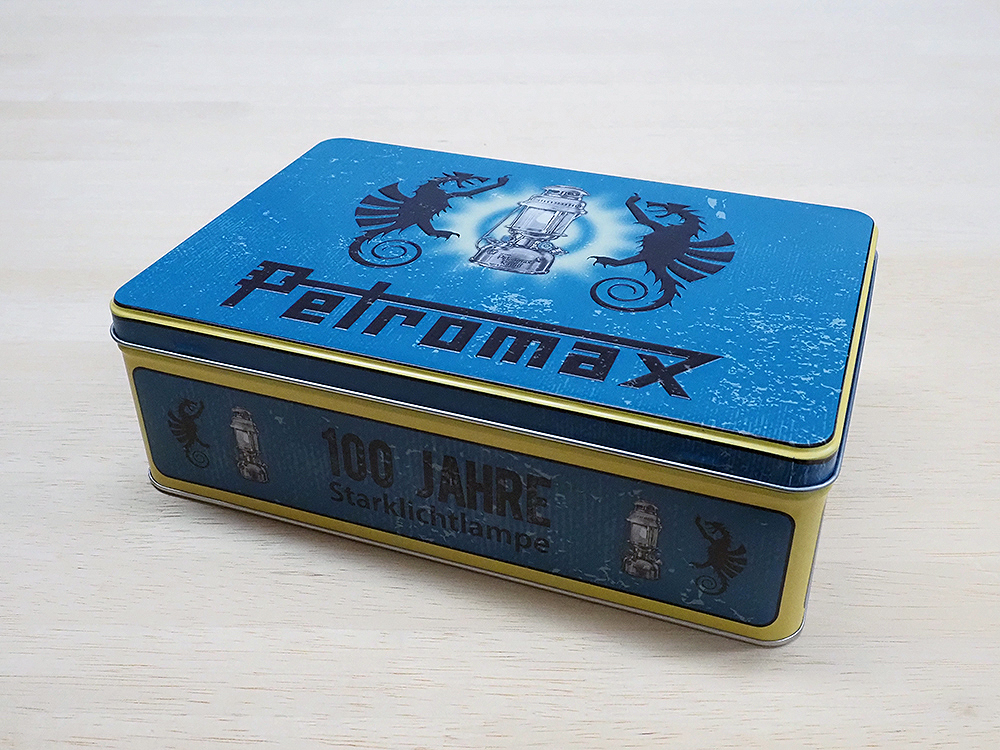 Petromax
100 JAHRE
Starklichtlampe